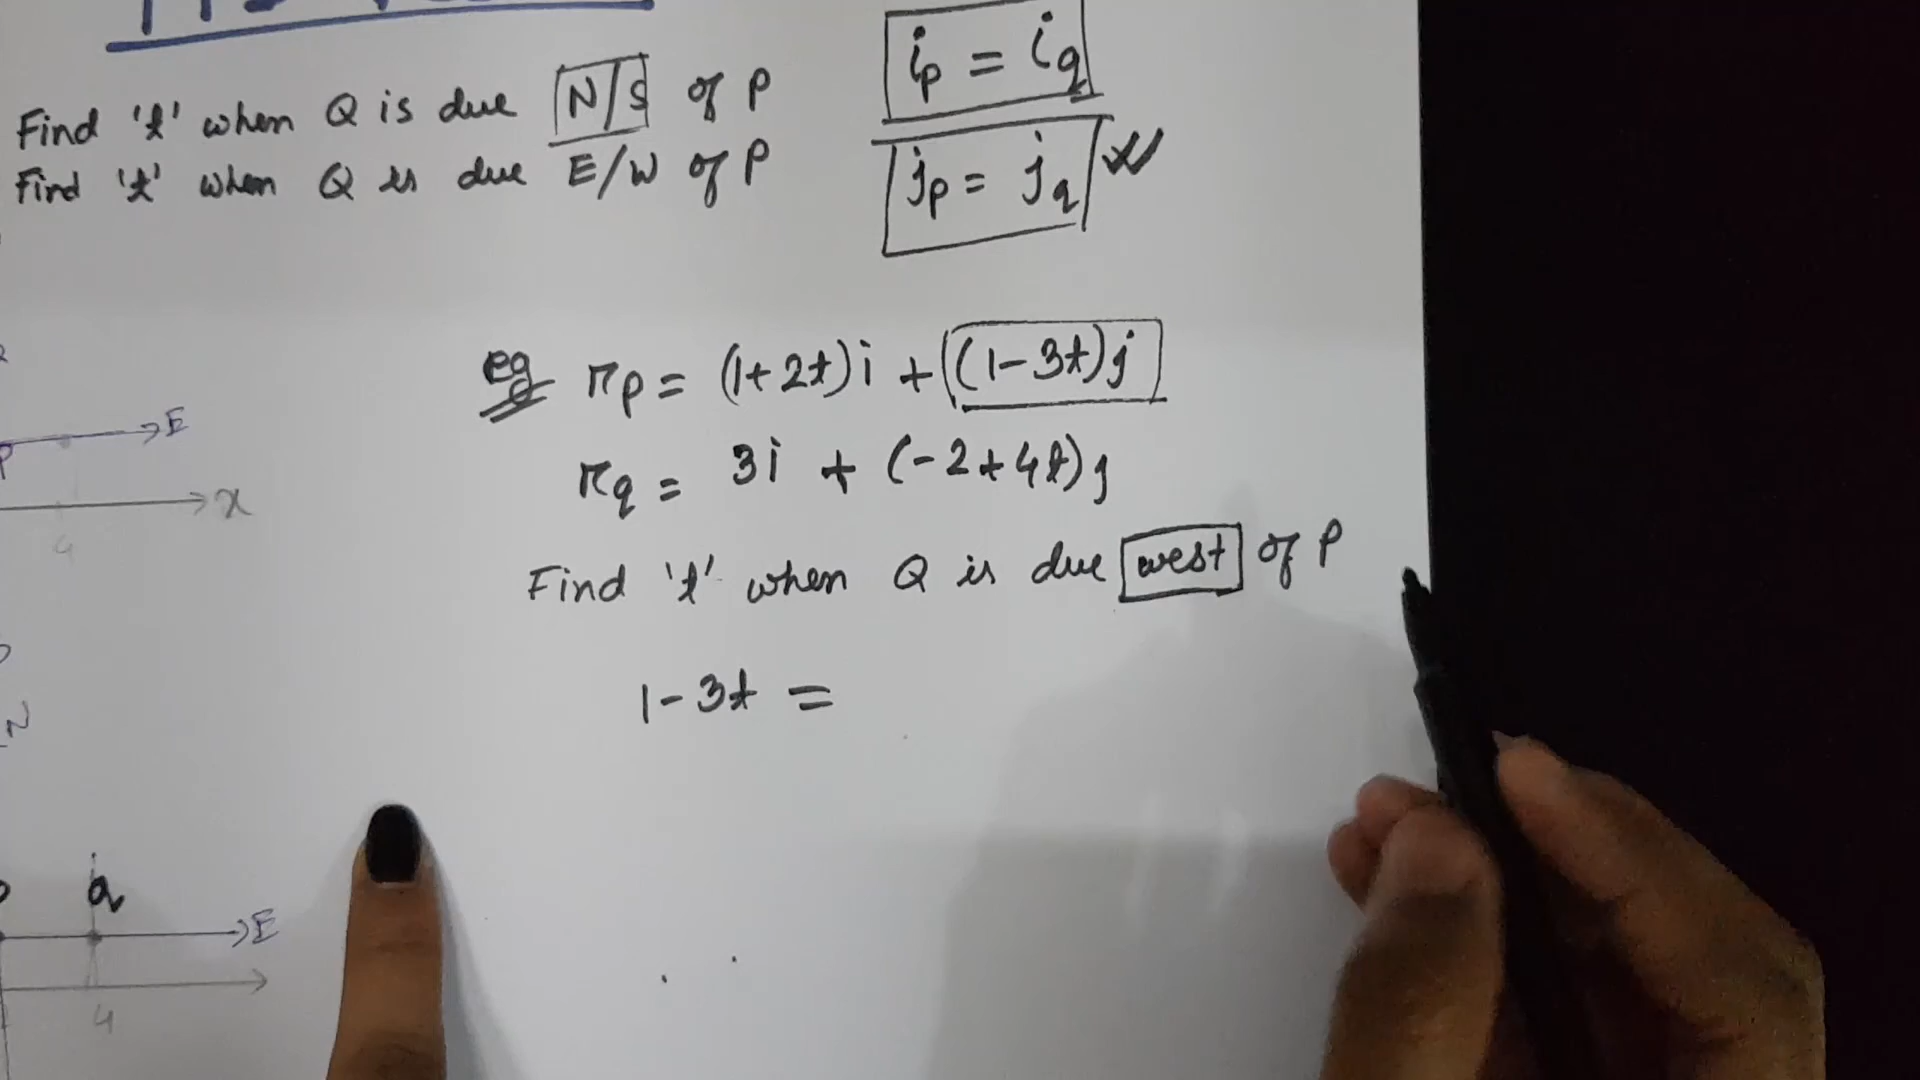 Find 't' when Q is due N/S of P
ip = iq
Find 't' when Q is due E/W of P
jp = jq
eg rp = (1+2t)i + (1-3t)j
rq = 3i + (-2+4t)j
Find 't' when Q is due west of P
1-3t =
E
P
x
4
N
q
E
4